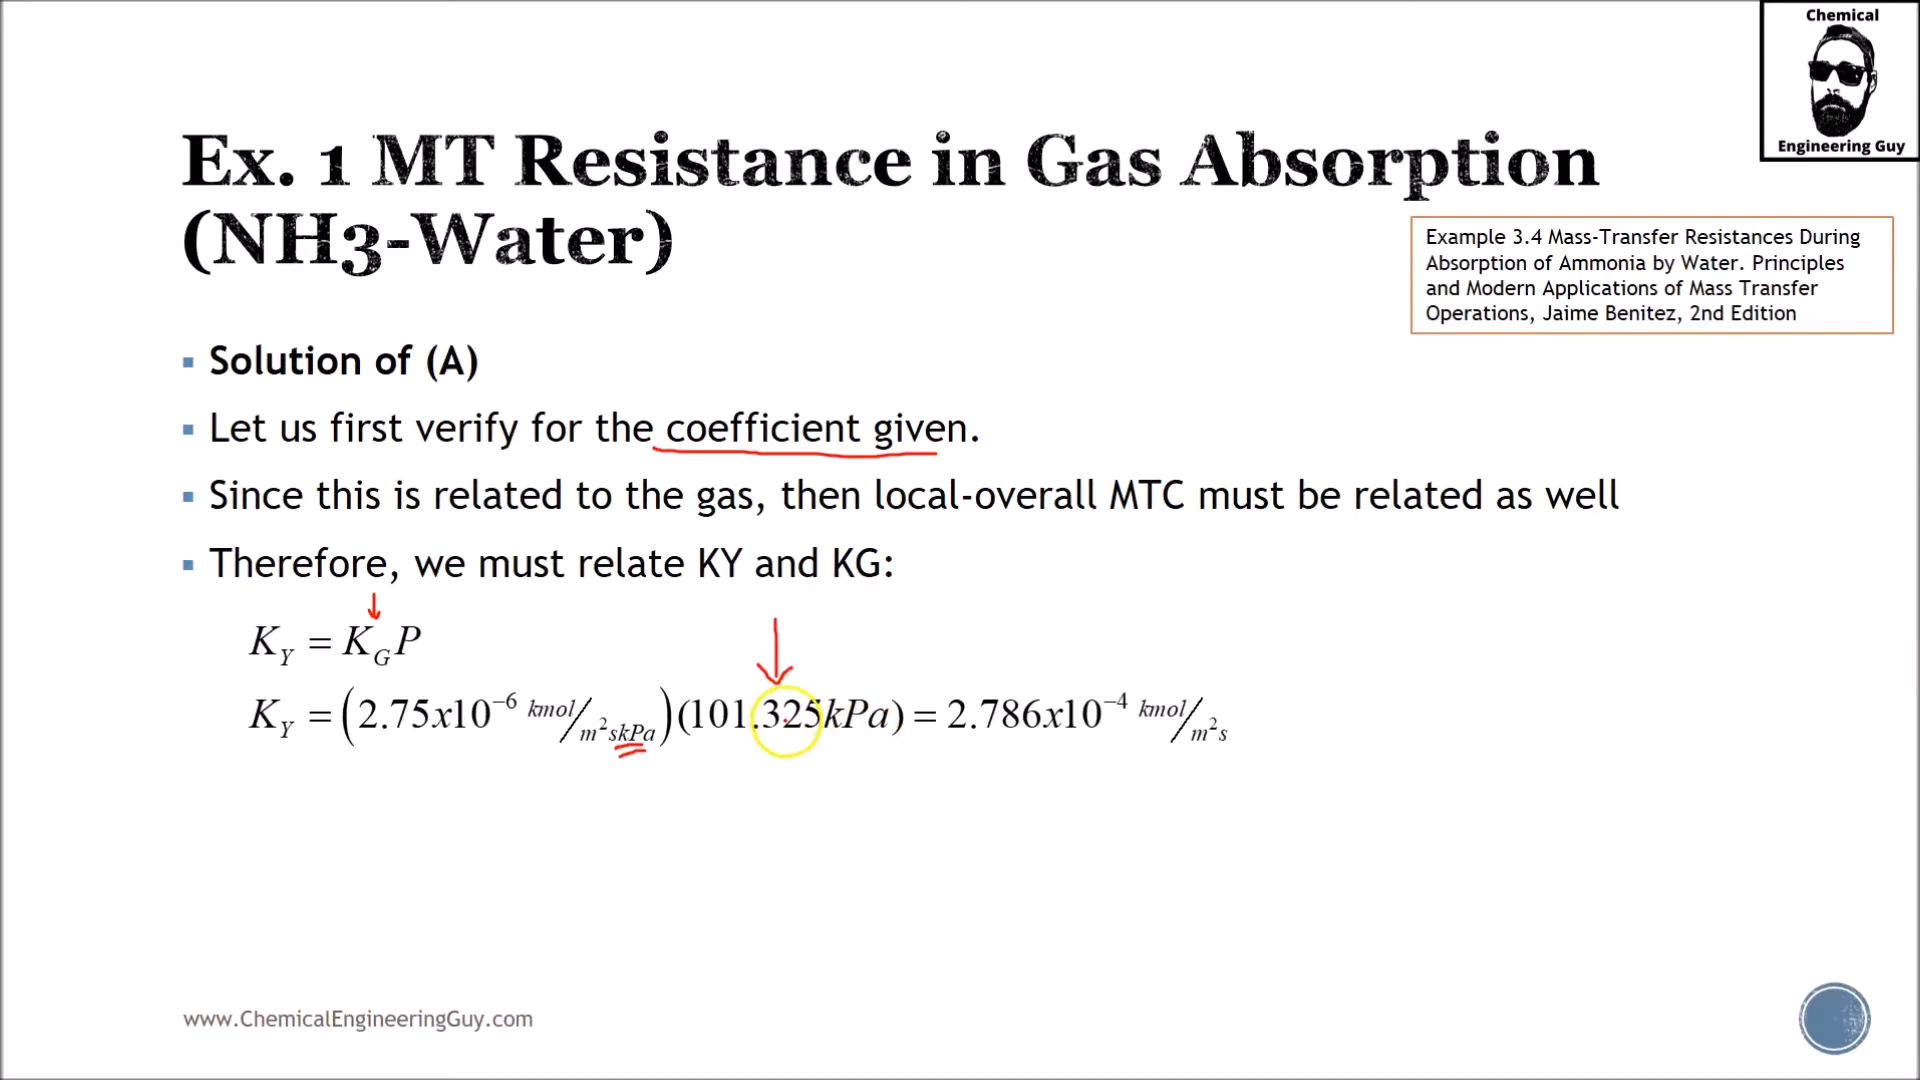 Chemical
Engineering Guy
Ex. 1 MT Resistance in Gas Absorption
(NH3-Water)
Example 3.4 Mass-Transfer Resistances During
Absorption of Ammonia by Water. Principles
and Modern Applications of Mass Transfer
Operations, Jaime Benitez, 2nd Edition
▪ Solution of (A)
▪ Let us first verify for the coefficient given.
▪ Since this is related to the gas, then local-overall MTC must be related as well
▪ Therefore, we must relate KY and KG:
K_Y = K_G P
K_Y = (2.75x10⁻⁶ kmol/m²skPa)(101.325kPa) = 2.786x10⁻⁴ kmol/m²s
www.ChemicalEngineeringGuy.com